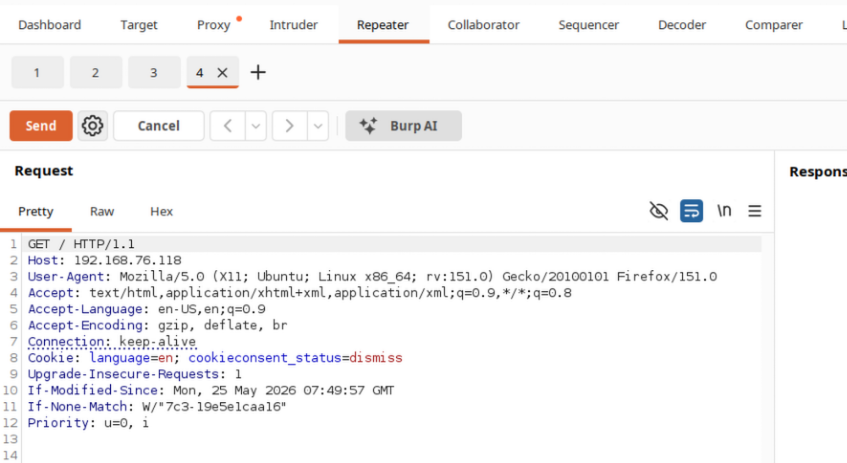 Dashboard Target Proxy Intruder Repeater Collaborator Sequencer Decoder Comparer L
1 2 3 4 × +
Send Cancel < > Burp AI
Request Respons
Pretty Raw Hex \n
1 GET / HTTP/1.1
2 Host: 192.168.76.118
3 User-Agent: Mozilla/5.0 (X11; Ubuntu; Linux x86_64; rv:151.0) Gecko/20100101 Firefox/151.0
4 Accept: text/html,application/xhtml+xml,application/xml;q=0.9,*/*;q=0.8
5 Accept-Language: en-US,en;q=0.9
6 Accept-Encoding: gzip, deflate, br
7 Connection: keep-alive
8 Cookie: language=en; cookieconsent_status=dismiss
9 Upgrade-Insecure-Requests: 1
10 If-Modified-Since: Mon, 25 May 2026 07:49:57 GMT
11 If-None-Match: W/"7c3-19e5e1caa16"
12 Priority: u=0, i
13
14